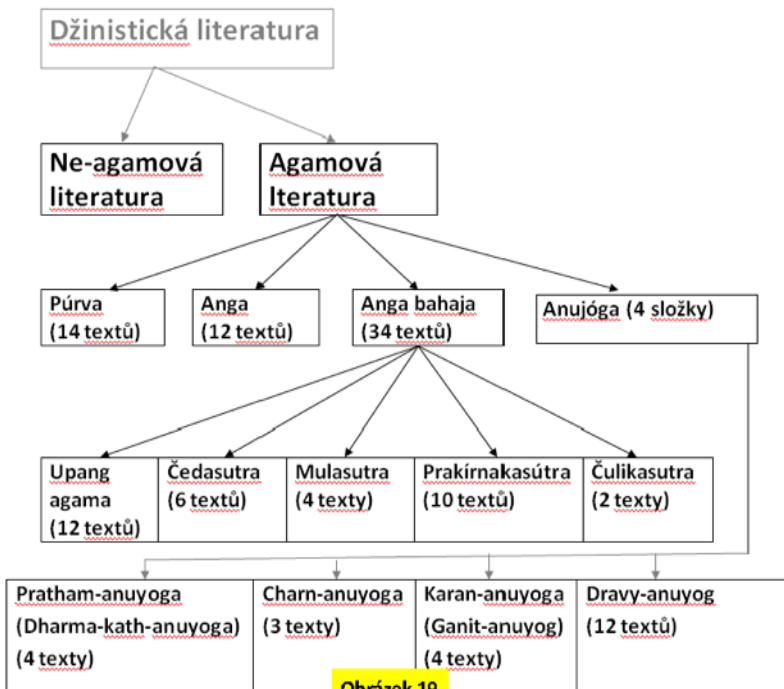 Džinistická literatura
Ne-agamová
literatura
Agamová
lteratura
Púrva
(14 textů)
Anga
(12 textů)
Anga bahaja
(34 textů)
Anujóga (4 složky)
Upang
agama
(12 textů)
Čedasutra
(6 textů)
Mulasutra
(4 texty)
Prakírnakasútra
(10 textů)
Čulikasutra
(2 texty)
Pratham-anuyoga
(Dharma-kath-anuyoga)
(4 texty)
Charn-anuyoga
(3 texty)
Karan-anuyoga
(Ganit-anuyog)
(4 texty)
Dravy-anuyog
(12 textů)
Obrázek 19